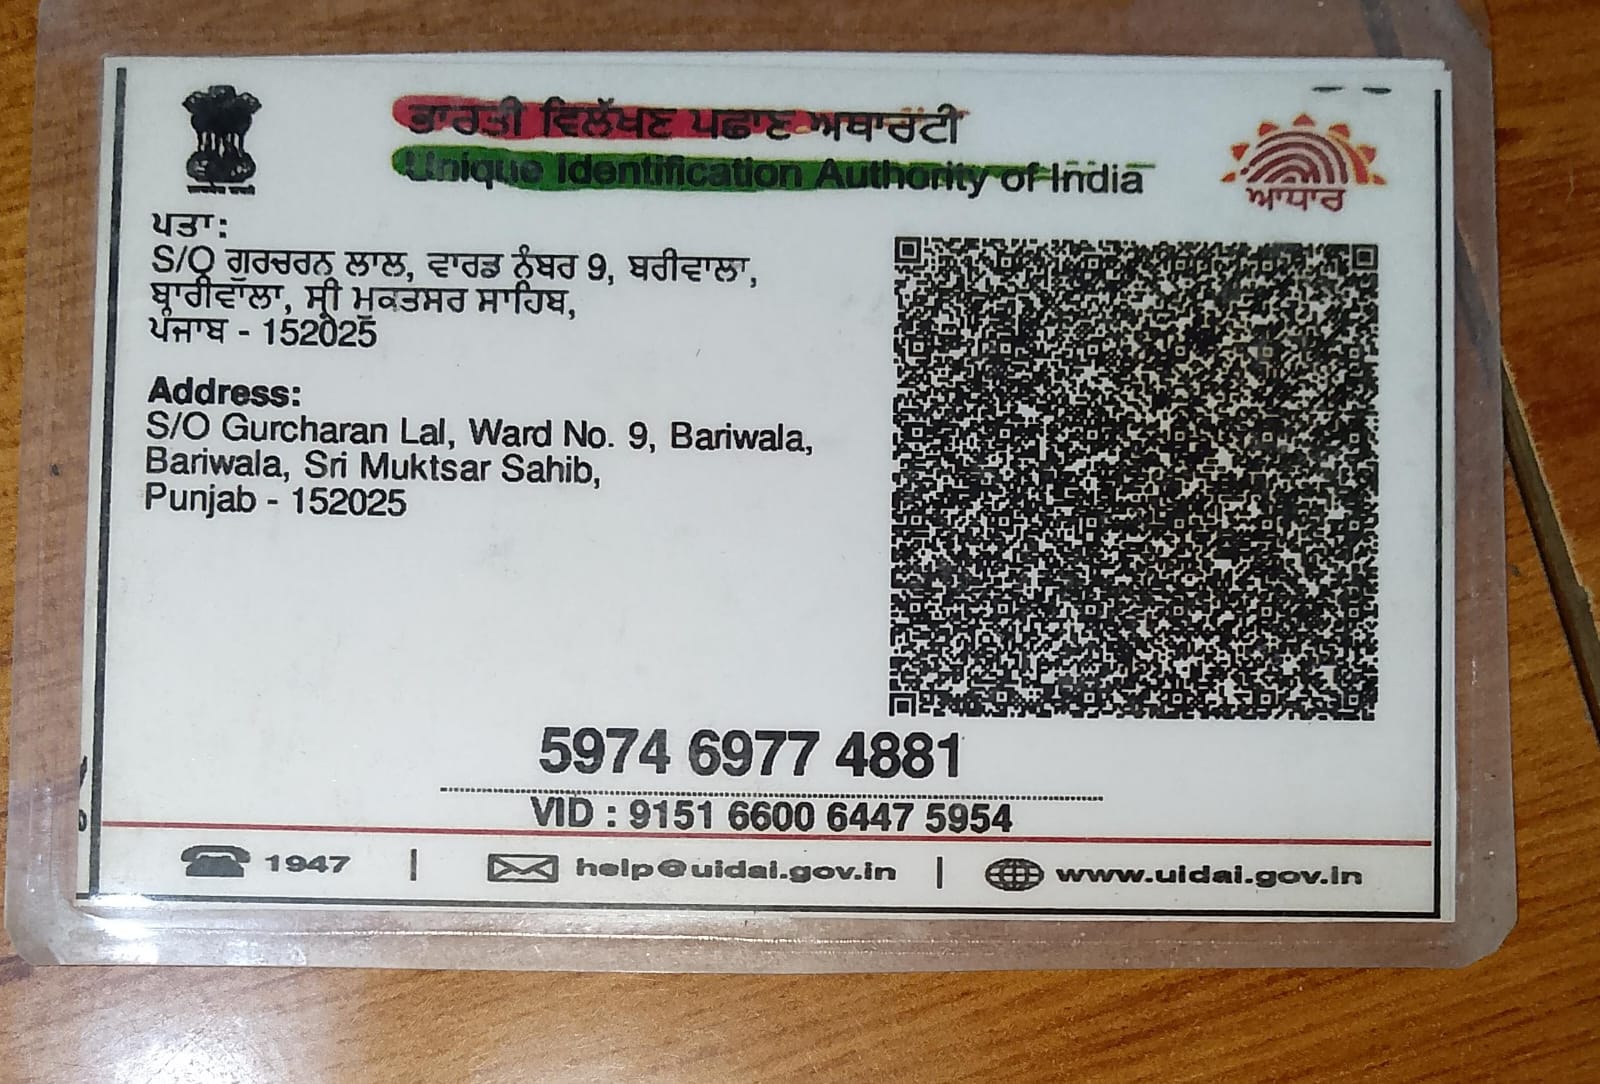 ਭਾਰਤੀ ਵਿਲੱਖਣ ਪਛਾਣ ਅਥਾਰਟੀ
Unique Identification Authority of India
ਆਧਾਰ
ਪਤਾ:
S/O ਗੁਰਚਰਨ ਲਾਲ, ਵਾਰਡ ਨੰਬਰ 9, ਬਰੀਵਾਲਾ,
ਬਾਰੀਵਾੱਲਾ, ਸ੍ਰੀ ਮੁਕਤਸਰ ਸਾਹਿਬ,
ਪੰਜਾਬ - 152025
Address:
S/O Gurcharan Lal, Ward No. 9, Bariwala,
Bariwala, Sri Muktsar Sahib,
Punjab - 152025
5974 6977 4881
VID : 9151 6600 6447 5954
1947 | help@uidai.gov.in | www.uidai.gov.in